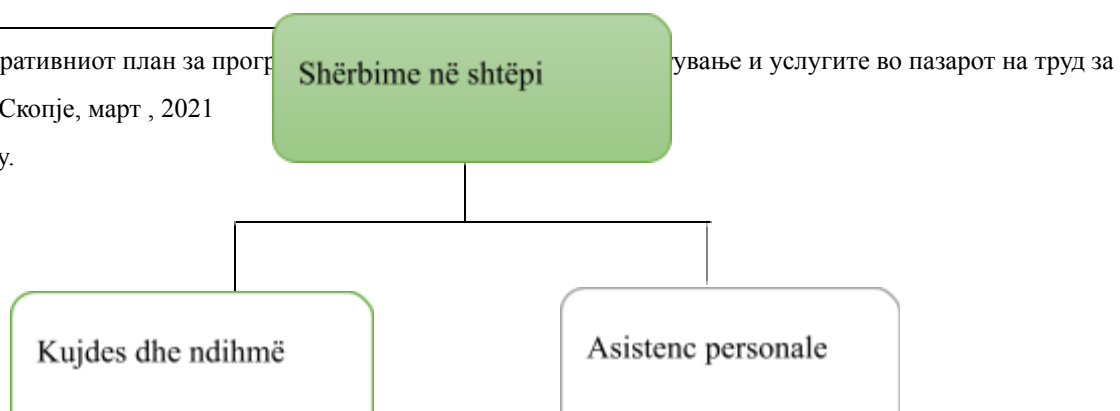 ративниот план за прогр
Shërbime në shtëpi
ување и услугите во пазарот на труд за
Скопје, март , 2021
у.
Kujdes dhe ndihmë
Asistenc personale